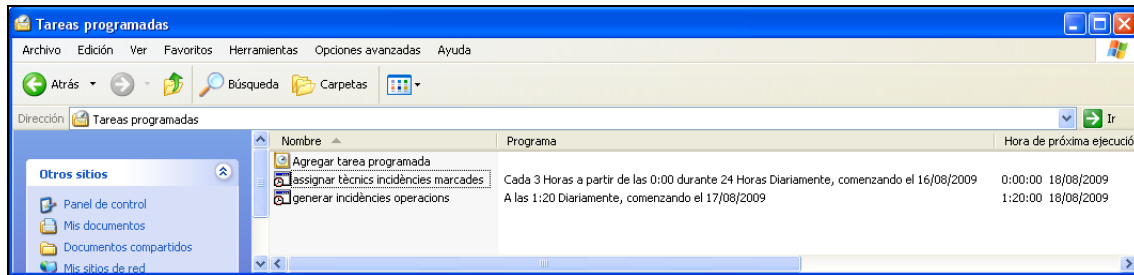 Tareas programadas
Archivo Edición Ver Favoritos Herramientas Opciones avanzadas Ayuda
Atrás Búsqueda Carpetas
Dirección Tareas programadas Ir
Nombre Programa Hora de próxima ejecució
Agregar tarea programada
assignar tècnics incidències marcades Cada 3 Horas a partir de las 0:00 durante 24 Horas Diariamente, comenzando el 16/08/2009 0:00:00 18/08/2009
generar incidències operacions A las 1:20 Diariamente, comenzando el 17/08/2009 1:20:00 18/08/2009
Otros sitios
Panel de control
Mis documentos
Documentos compartidos
Mis sitios de red